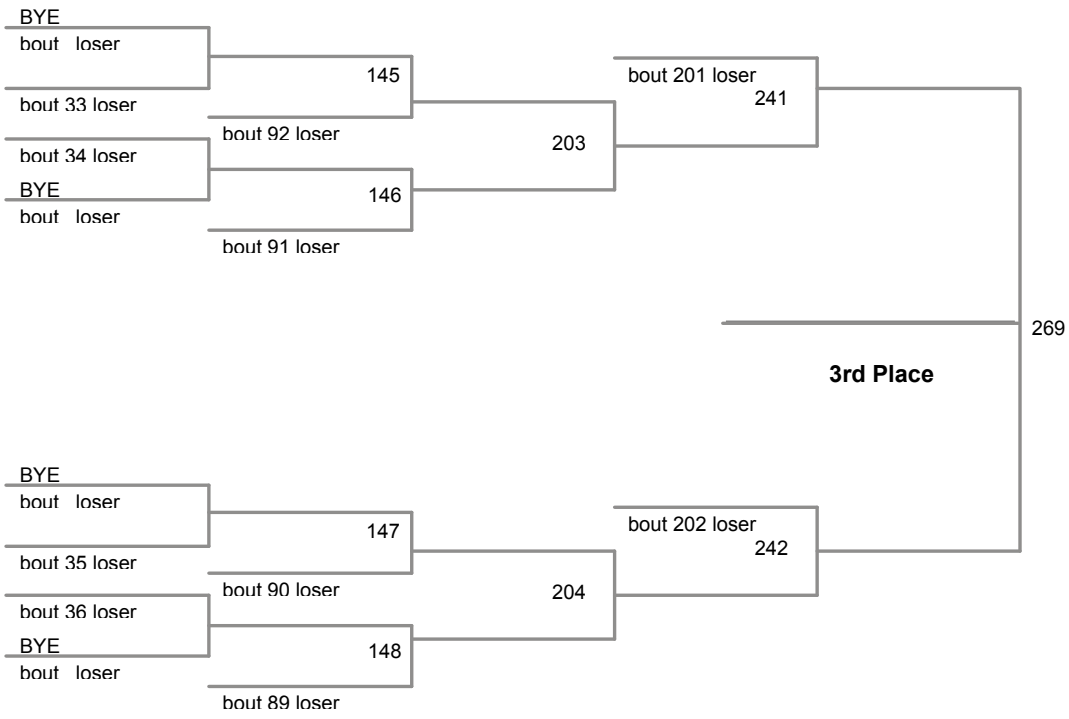 BYE
bout loser
bout 33 loser
145
bout 92 loser
bout 34 loser
BYE
bout loser
146
bout 91 loser
203
bout 201 loser
241
269
3rd Place
BYE
bout loser
bout 35 loser
147
bout 90 loser
bout 36 loser
BYE
bout loser
148
bout 89 loser
204
bout 202 loser
242